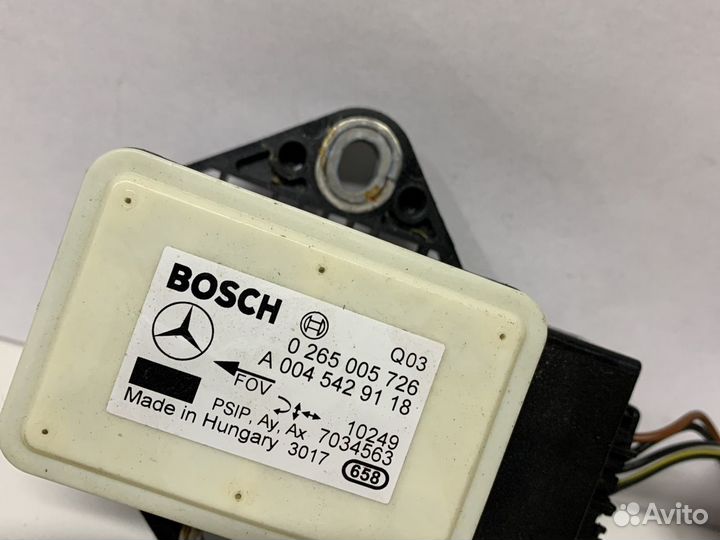 BOSCH
0 265 005 726 Q03
A 004 542 91 18
FOV
PSIP, Ay, Ax 10249
7034563
Made in Hungary 3017 658
Avito